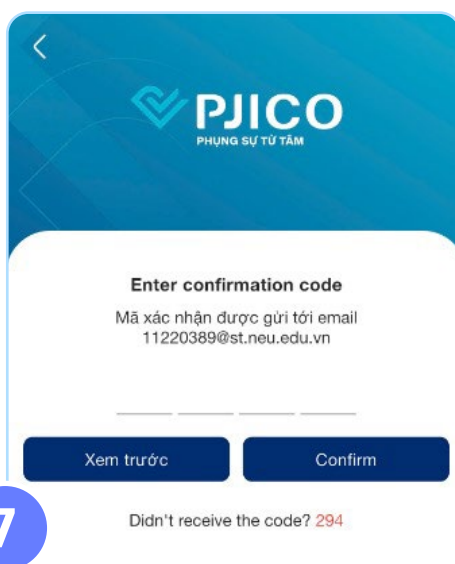 PJICO
PHỤNG SỰ TỪ TÂM
Enter confirmation code
Mã xác nhận được gửi tới email
11220389@st.neu.edu.vn
Xem trước
Confirm
7
Didn't receive the code? 294